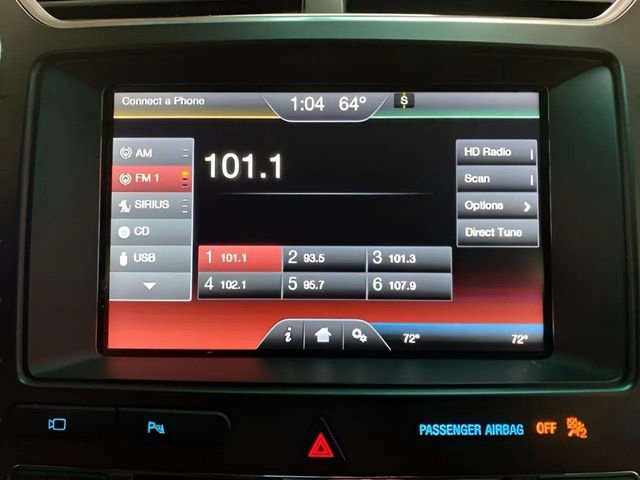 Connect a Phone 1:04 64° S
AM
FM 1
SIRIUS
CD
USB
101.1
HD Radio
Scan
Options
Direct Tune
1 101.1 2 93.5 3 101.3
4 102.1 5 95.7 6 107.9
i 72° 72°
P PASSENGER AIRBAG OFF 2